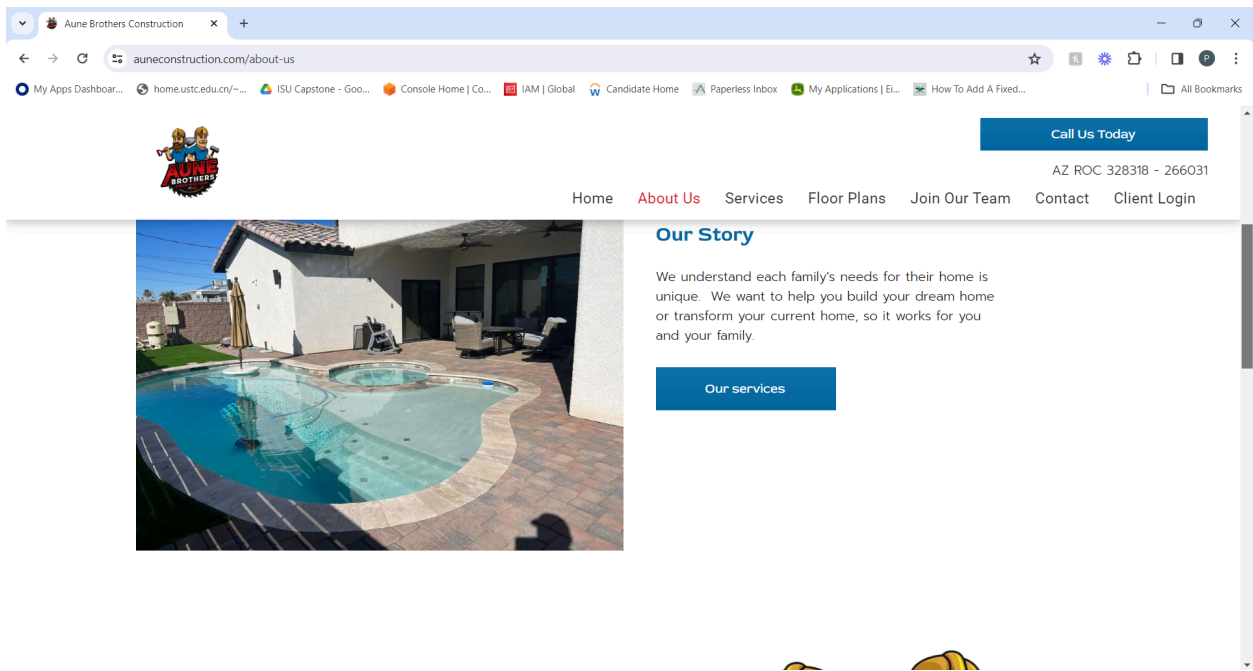 Aune Brothers Construction
auneconstruction.com/about-us
My Apps Dashboar...
home.ustc.edu.cn/~...
ISU Capstone - Goo...
Console Home | Co...
IAM | Global
Candidate Home
Paperless Inbox
My Applications | Ei...
How To Add A Fixed...
All Bookmarks
AUNE
BROTHERS
Call Us Today
AZ ROC 328318 - 266031
Home
About Us
Services
Floor Plans
Join Our Team
Contact
Client Login
Our Story
We understand each family's needs for their home is
unique. We want to help you build your dream home
or transform your current home, so it works for you
and your family.
Our services